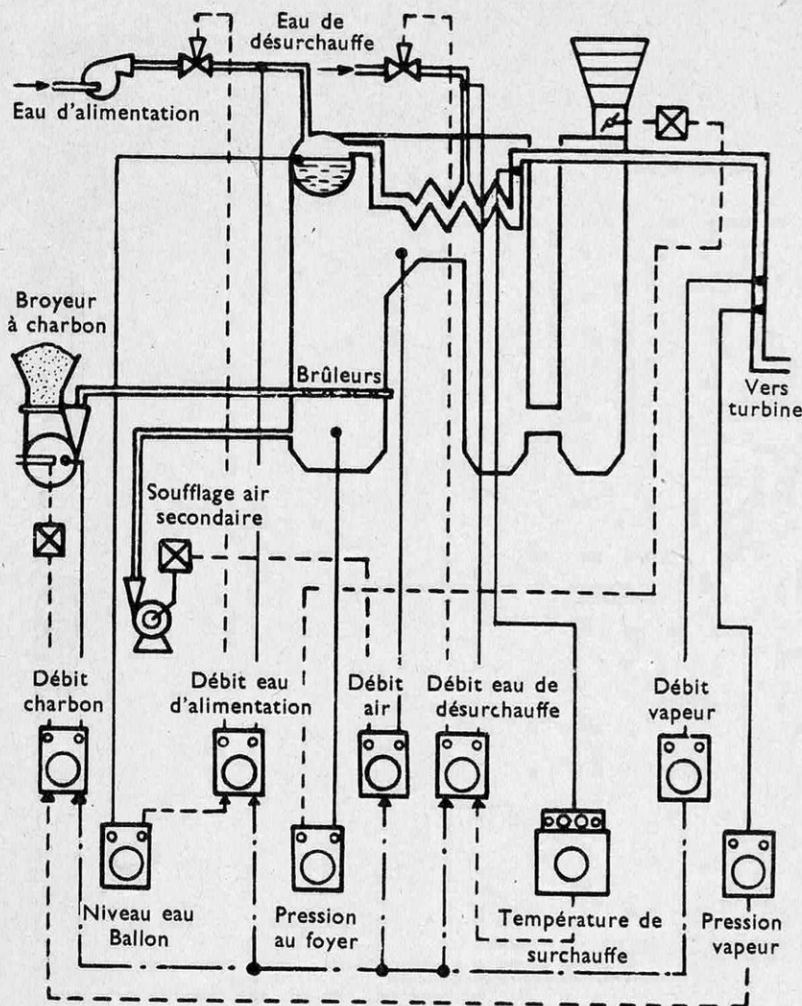 Eau de
désurchauffe
Eau d'alimentation
Broyeur
à charbon
Brûleurs
Vers
turbine
Soufflage air
secondaire
Débit
charbon
Débit eau
d'alimentation
Débit
air
Débit eau de
désurchauffe
Débit
vapeur
Niveau eau
Ballon
Pression
au foyer
Température de
surchauffe
Pression
vapeur